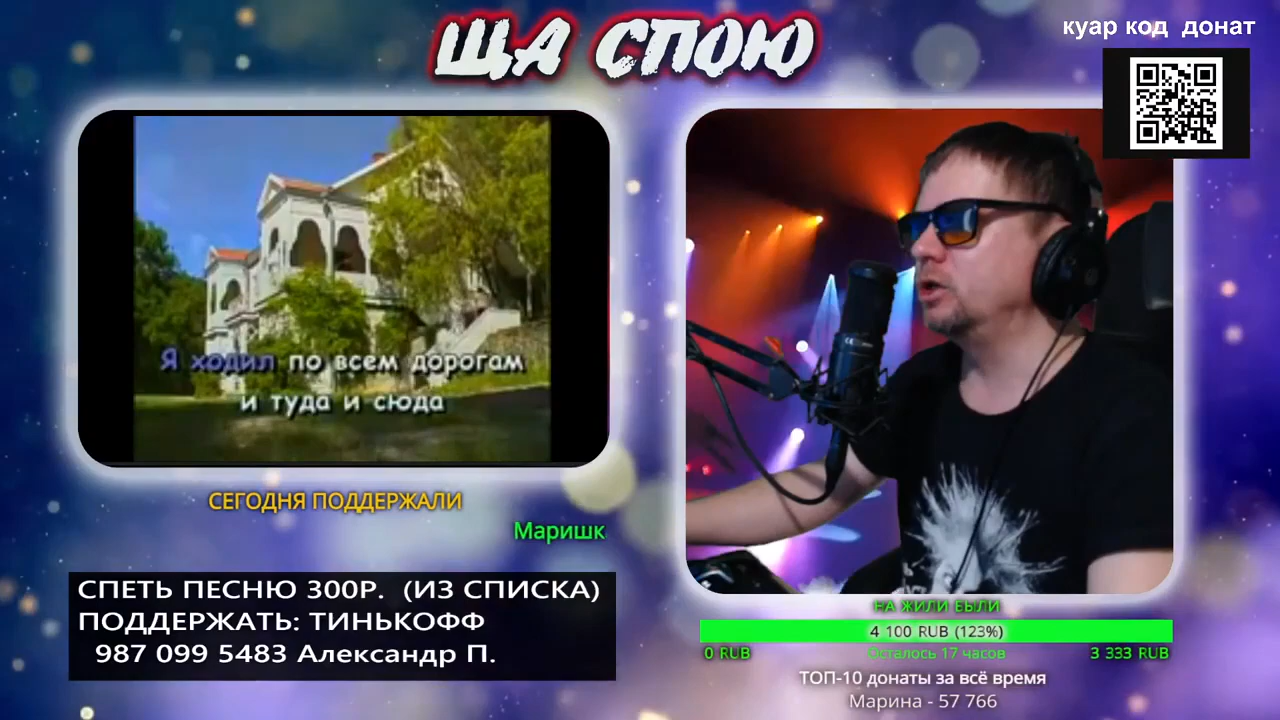 ЩА СПОЮ
куар код донат
Я ходил по всем дорогам
и туда и сюда
СЕГОДНЯ ПОДДЕРЖАЛИ
Маришк
СПЕТЬ ПЕСНЮ 300Р. (ИЗ СПИСКА)
ПОДДЕРЖАТЬ: ТИНЬКОФФ
987 099 5483 Александр П.
НА ЖИЛИ БЫЛИ
4 100 RUB (123%)
0 RUB
Осталось 17 часов
3 333 RUB
ТОП-10 донаты за всё время
Марина - 57 766